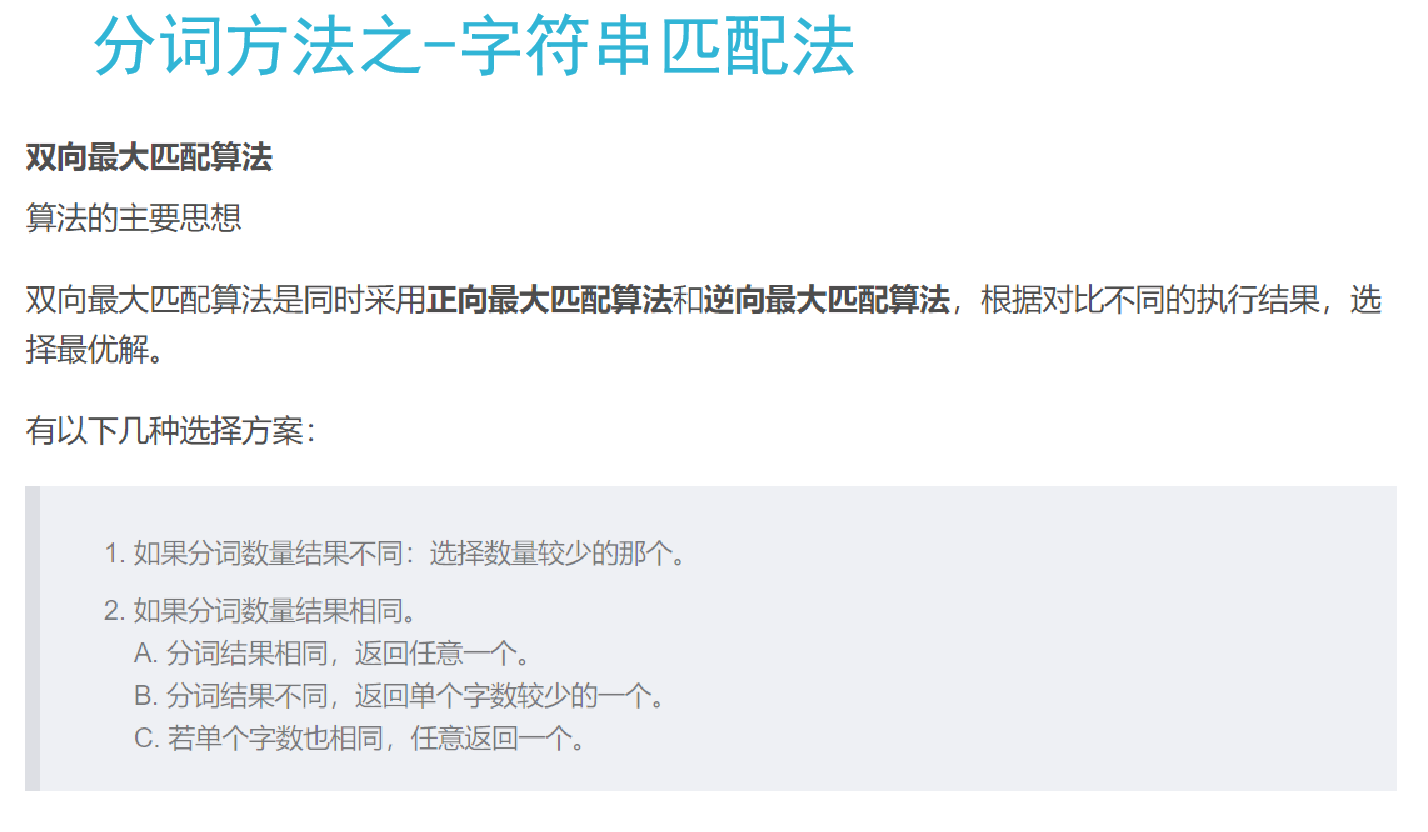 分词方法之-字符串匹配法
双向最大匹配算法
算法的主要思想
双向最大匹配算法是同时采用正向最大匹配算法和逆向最大匹配算法，根据对比不同的执行结果，选
择最优解。
有以下几种选择方案：
1. 如果分词数量结果不同：选择数量较少的那个。
2. 如果分词数量结果相同。
A. 分词结果相同，返回任意一个。
B. 分词结果不同，返回单个字数较少的一个。
C. 若单个字数也相同，任意返回一个。